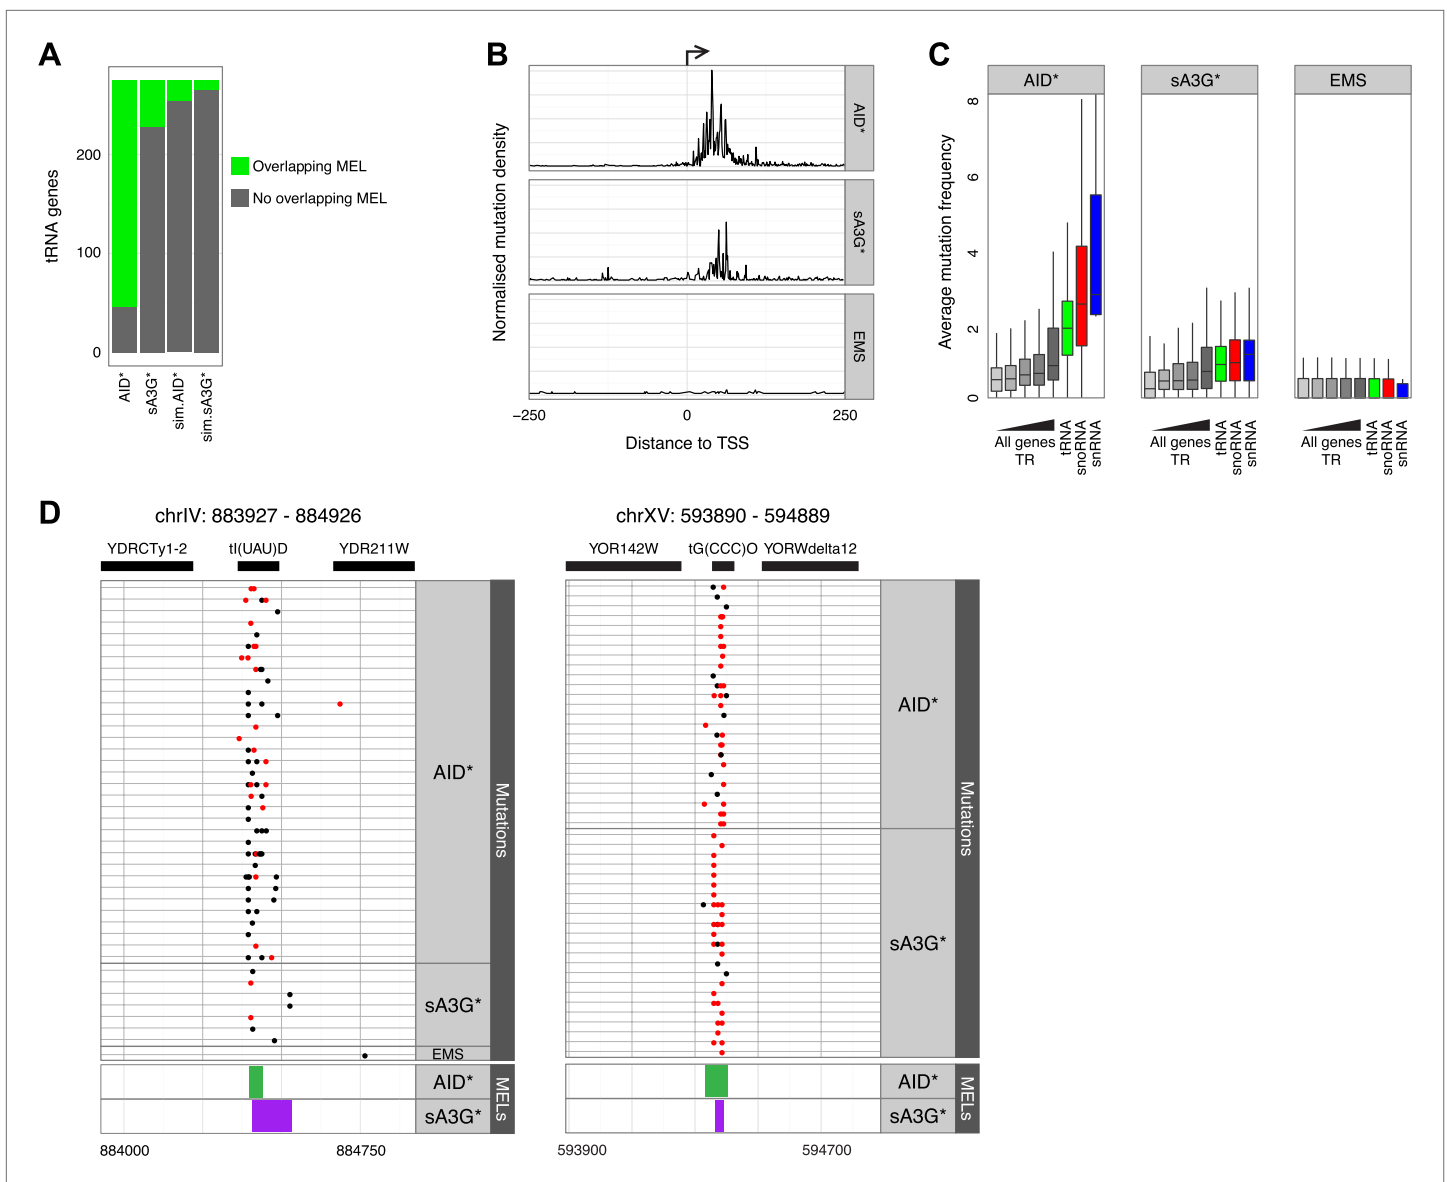 A
tRNA genes
200
100
0
AID*
sA3G*
sim.AID*
sim.sA3G*
Overlapping MEL
No overlapping MEL
B
Normalised mutation density
AID*
sA3G*
EMS
−250
0
250
Distance to TSS
C
AID*
sA3G*
EMS
Average mutation frequency
8
6
4
2
0
All genes
TR
tRNA
snoRNA
snRNA
All genes
TR
tRNA
snoRNA
snRNA
All genes
TR
tRNA
snoRNA
snRNA
D
chrIV: 883927 - 884926
YDRCTy1-2
tI(UAU)D
YDR211W
AID*
sA3G*
EMS
Mutations
AID*
sA3G*
MELs
884000
884750
chrXV: 593890 - 594889
YOR142W
tG(CCC)O
YORWdelta12
AID*
sA3G*
Mutations
AID*
sA3G*
MELs
593900
594700